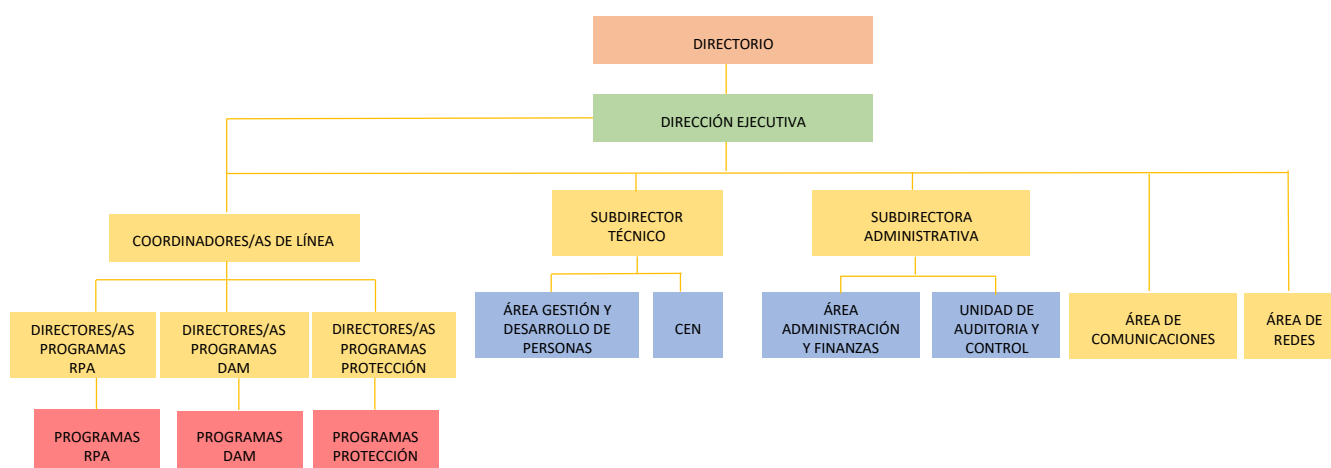 DIRECTORIO
DIRECCIÓN EJECUTIVA
COORDINADORES/AS DE LÍNEA
SUBDIRECTOR
TÉCNICO
SUBDIRECTORA
ADMINISTRATIVA
ÁREA GESTIÓN Y
DESARROLLO DE
PERSONAS
CEN
ÁREA
ADMINISTRACIÓN
Y FINANZAS
UNIDAD DE
AUDITORIA Y
CONTROL
ÁREA DE
COMUNICACIONES
ÁREA DE
REDES
DIRECTORES/AS
PROGRAMAS
RPA
DIRECTORES/AS
PROGRAMAS
DAM
DIRECTORES/AS
PROGRAMAS
PROTECCIÓN
PROGRAMAS
RPA
PROGRAMAS
DAM
PROGRAMAS
PROTECCIÓN